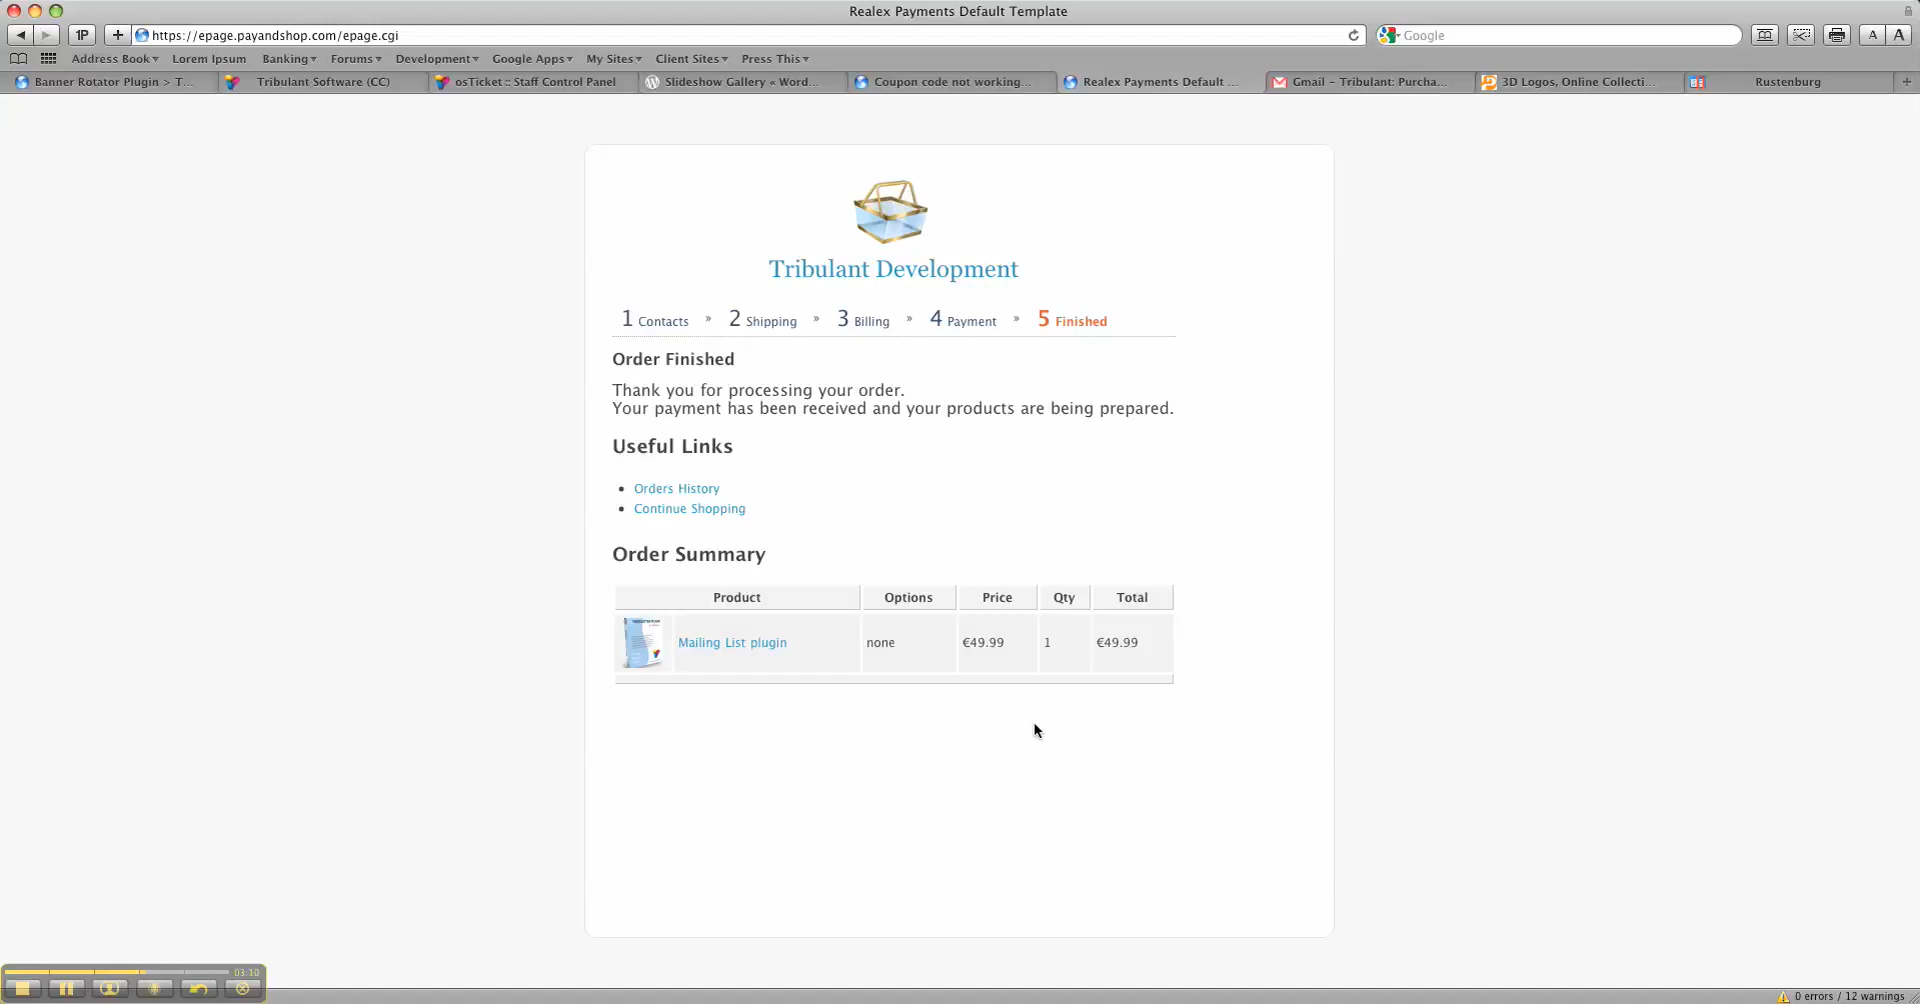 Realex Payments Default Template
1P
+
https://epage.payandshop.com/epage.cgi
Google
A A
Address Book Lorem Ipsum Banking Forums Development Google Apps My Sites Client Sites Press This
Banner Rotator Plugin > T... Tribulant Software (CC) osTicket :: Staff Control Panel Slideshow Gallery « Word... Coupon code not working... Realex Payments Default ... Gmail – Tribulant: Purcha... 3D Logos, Online Collecti... Rustenburg +
Tribulant Development
1 Contacts » 2 Shipping » 3 Billing » 4 Payment » 5 Finished
Order Finished
Thank you for processing your order.
Your payment has been received and your products are being prepared.
Useful Links
• Orders History
• Continue Shopping
Order Summary
Product Options Price Qty Total
Mailing List plugin none €49.99 1 €49.99
03:10
0 errors / 12 warnings